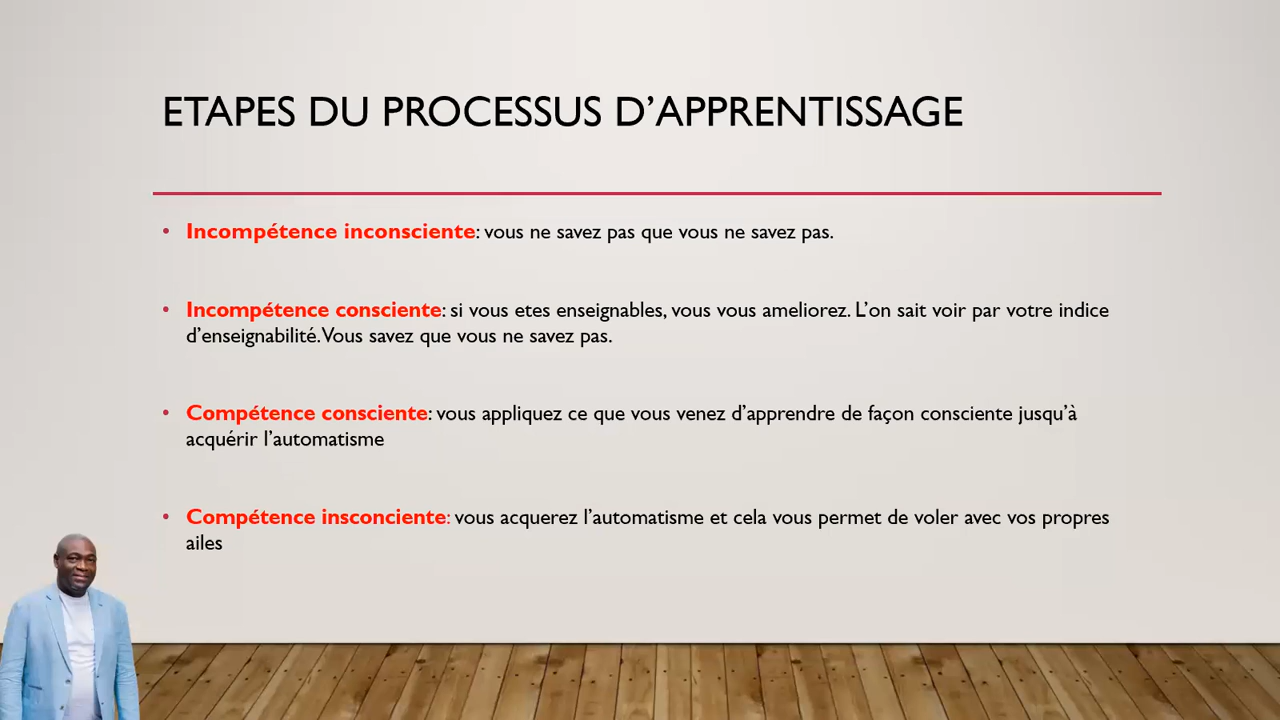 ETAPES DU PROCESSUS D’APPRENTISSAGE
• Incompétence inconsciente: vous ne savez pas que vous ne savez pas.
• Incompétence consciente: si vous etes enseignables, vous vous ameliorez. L’on sait voir par votre indice
d’enseignabilité. Vous savez que vous ne savez pas.
• Compétence consciente: vous appliquez ce que vous venez d’apprendre de façon consciente jusqu’à
acquérir l’automatisme
• Compétence insconciente: vous acquerez l’automatisme et cela vous permet de voler avec vos propres
ailes